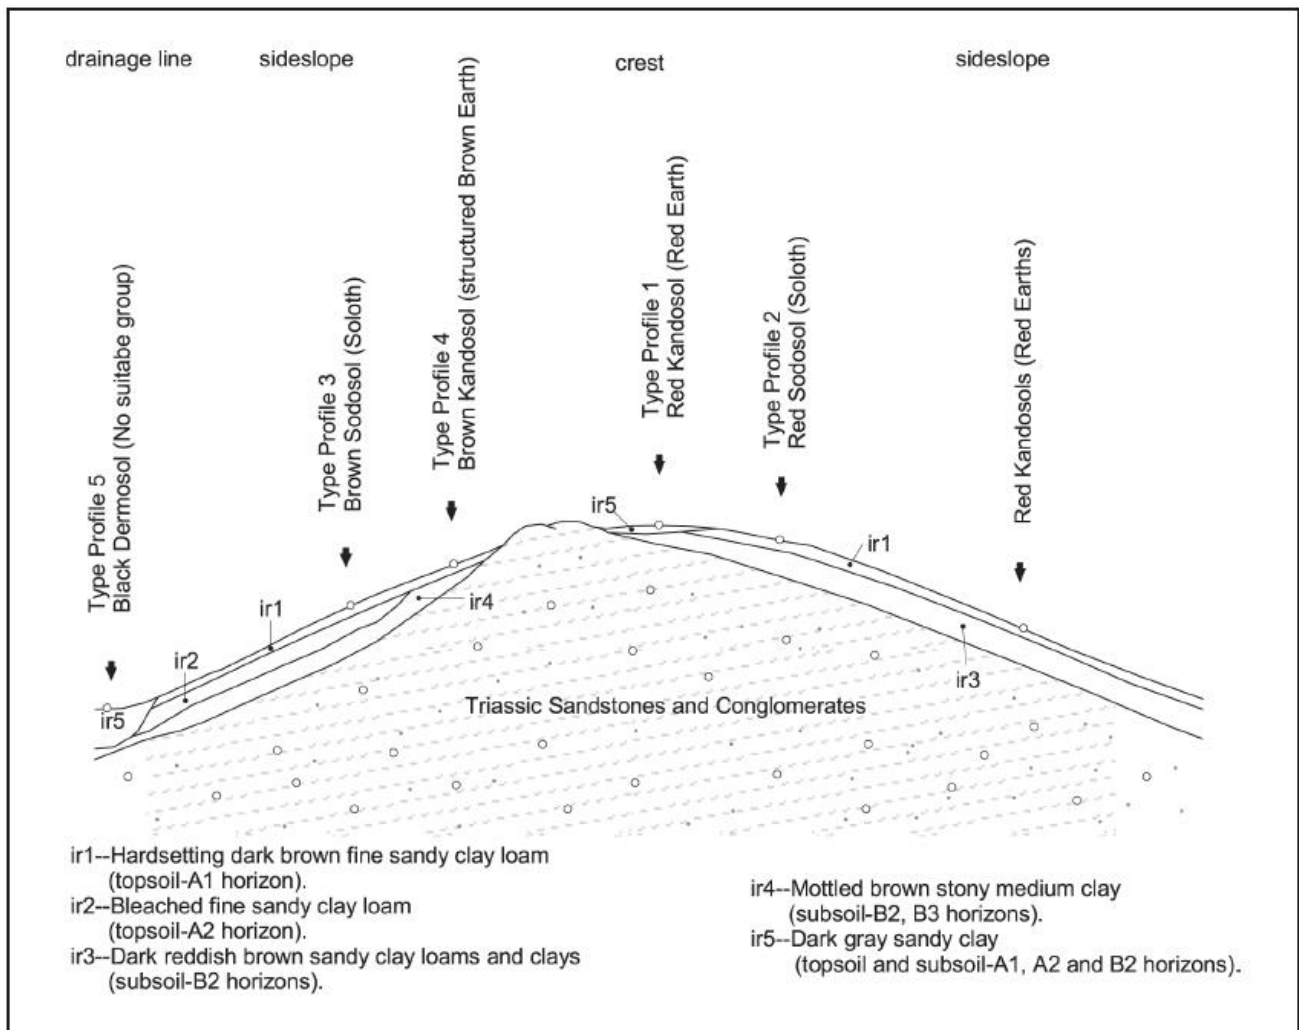 drainage line
sideslope
crest
sideslope
Type Profile 5
Black Dermosol (No suitabe group)
Type Profile 3
Brown Sodosol (Soloth)
Type Profile 4
Brown Kandosol (structured Brown Earth)
Type Profile 1
Red Kandosol (Red Earth)
Type Profile 2
Red Sodosol (Soloth)
Red Kandosols (Red Earths)
ir5
ir1
ir4
ir1
ir2
ir3
ir5
Triassic Sandstones and Conglomerates
ir1--Hardsetting dark brown fine sandy clay loam
(topsoil-A1 horizon).
ir2--Bleached fine sandy clay loam
(topsoil-A2 horizon).
ir3--Dark reddish brown sandy clay loams and clays
(subsoil-B2 horizons).
ir4--Mottled brown stony medium clay
(subsoil-B2, B3 horizons).
ir5--Dark gray sandy clay
(topsoil and subsoil-A1, A2 and B2 horizons).